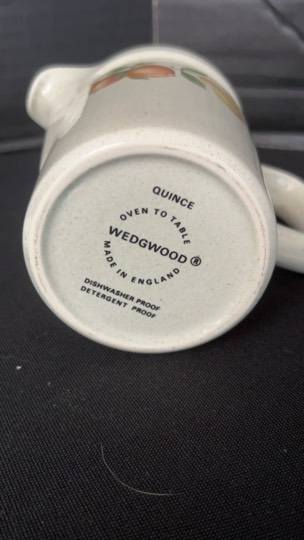 QUINCE
OVEN TO TABLE
WEDGWOOD ®
MADE IN ENGLAND
DISHWASHER PROOF
DETERGENT PROOF